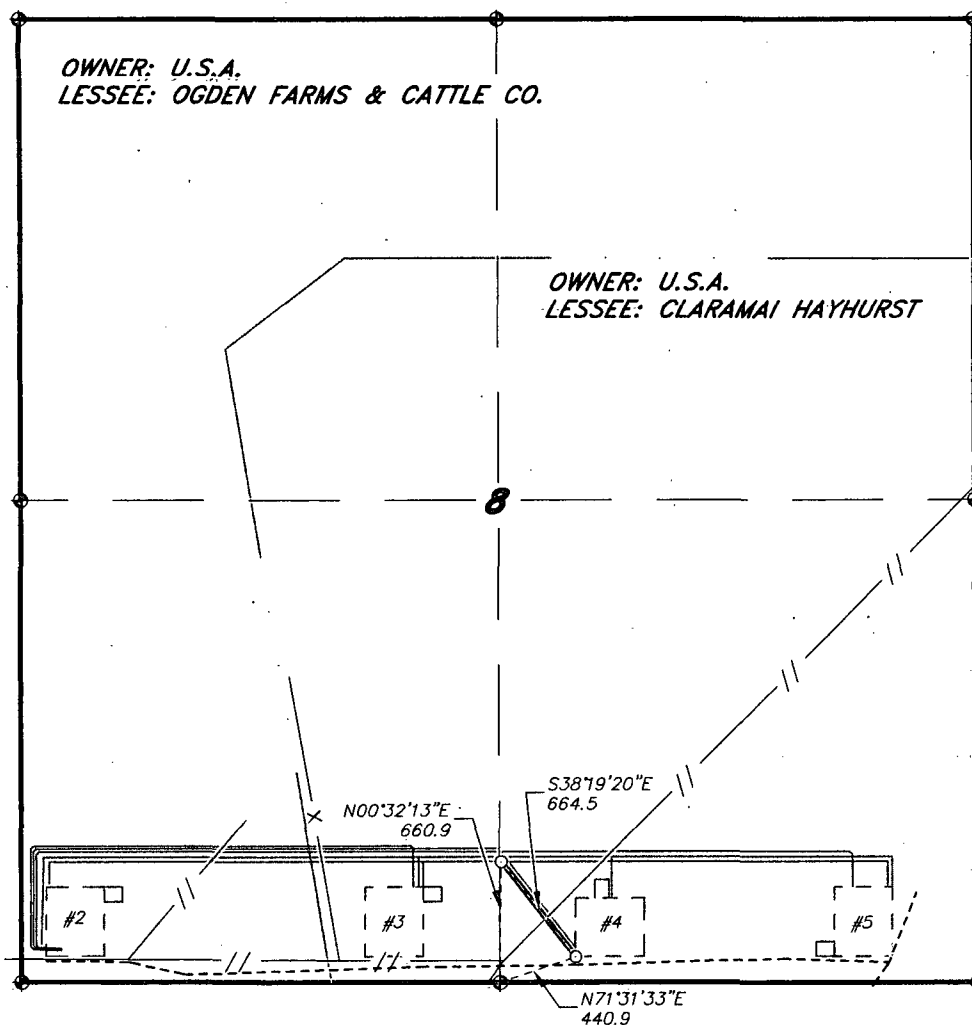 OWNER: U.S.A.
LESSEE: OGDEN FARMS & CATTLE CO.
OWNER: U.S.A.
LESSEE: CLARAMAI HAYHURST
8
S38°19'20"E
664.5
N00°32'13"E
660.9
X
#2
#3
#4
#5
N71°31'33"E
440.9